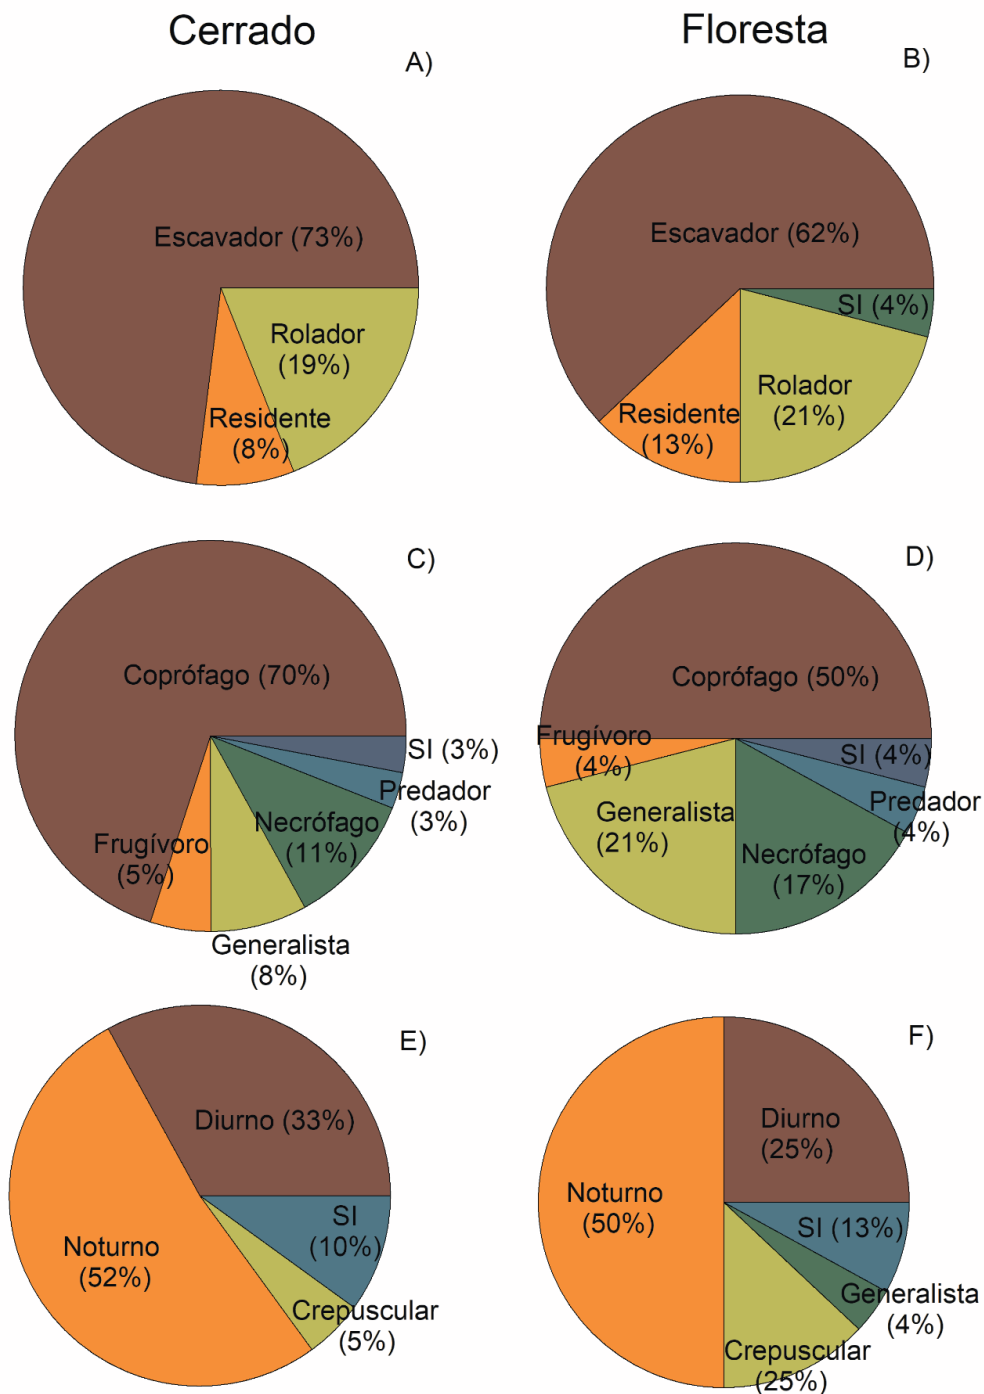 Cerrado
Floresta
A)
B)
Escavador (73%)
Rolador
(19%)
Residente
(8%)
Escavador (62%)
SI (4%)
Rolador
(21%)
Residente
(13%)
C)
D)
Coprófago (70%)
SI (3%)
Predador
(3%)
Necrófago
(11%)
Frugívoro
(5%)
Generalista
(8%)
Coprófago (50%)
Frugívoro
(4%)
SI (4%)
Predador
(4%)
Generalista
(21%)
Necrófago
(17%)
E)
F)
Diurno (33%)
SI
(10%)
Noturno
(52%)
Crepuscular
(5%)
Diurno
(25%)
Noturno
(50%)
SI (13%)
Generalista
(4%)
Crepuscular
(25%)